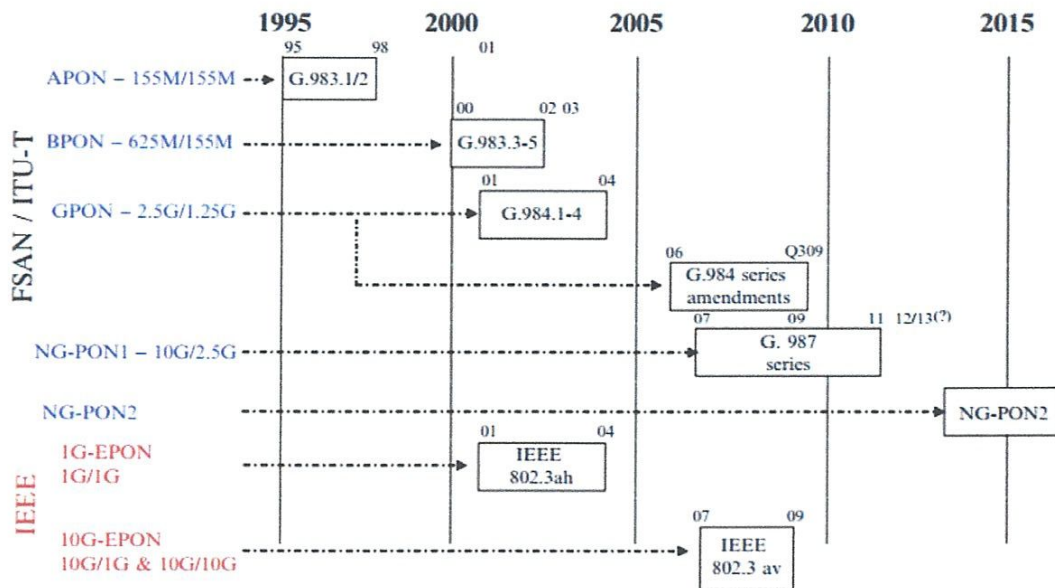 1995 2000 2005 2010 2015
95 98 01
APON – 155M/155M G.983.1/2
00 02 03
BPON – 625M/155M G.983.3-5
01 04
GPON – 2.5G/1.25G G.984.1-4
06 Q309
G.984 series
amendments
07 09 11 12/13(?)
NG-PON1 – 10G/2.5G G. 987
series
NG-PON2 NG-PON2
01 04
1G-EPON IEEE
1G/1G 802.3ah
07 09
10G-EPON IEEE
10G/1G & 10G/10G 802.3 av
FSAN / ITU-T
IEEE